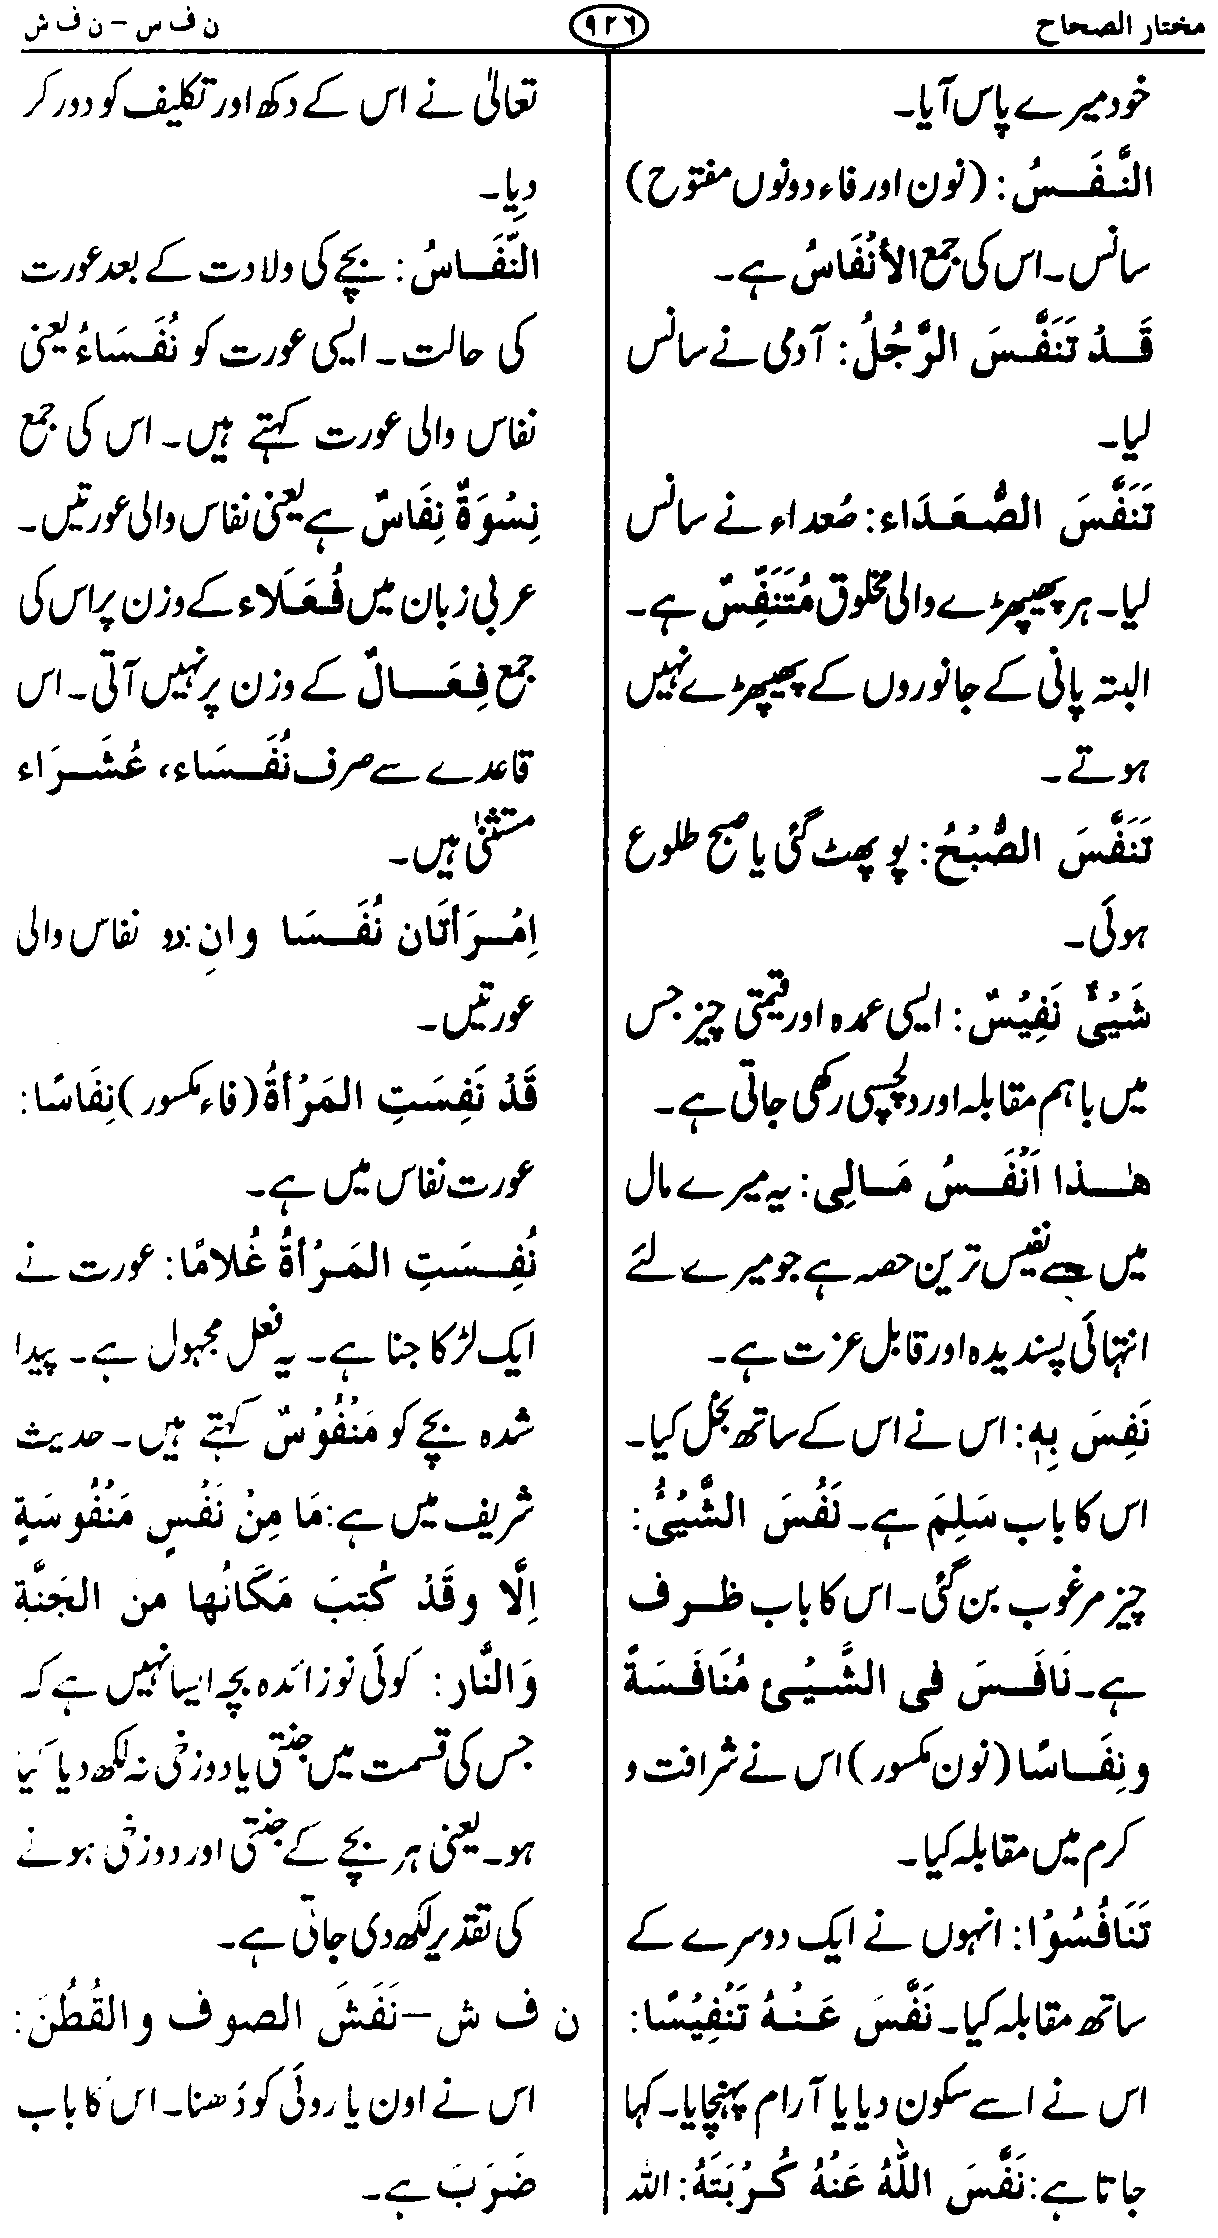 مختار الصحاح ۹۲۶ ن ف س – ن ف ش
خود میرے پاس آیا۔
النَّفَسُ: (نون اور فاء دونوں مفتوح)
سانس۔ اس کی جمع الأنْفَاسُ ہے۔
قَدْ تَنَفَّسَ الرَّجُلُ: آدمی نے سانس
لیا۔
تَنَفَّسَ الصُّعَدَاء: صُعداء نے سانس
لیا۔ ہر پھیپھڑے والی مخلوق مُتَنَفِّسٌ ہے۔
البتہ پانی کے جانوروں کے پھیپھڑے نہیں
ہوتے۔
تَنَفَّسَ الصُّبْحُ: پو پھٹ گئی یا صبح طلوع
ہوئی۔
شَيْئٌ نَفِيْسٌ: ایسی عمدہ اور قیمتی چیز جس
میں باہم مقابلہ اور دلچسپی رکھی جاتی ہے۔
هٰذا اَنْفَسُ مَالِی: یہ میرے مال
میں سے نفیس ترین حصہ ہے جو میرے لئے
انتہائی پسندیدہ اور قابل عزت ہے۔
نَفِسَ بِهٖ: اس نے اس کے ساتھ بخل کیا۔
اس کا باب سَلِمَ ہے۔ نَفُسَ الشَّيْئُ:
چیز مرغوب بن گئی۔ اس کا باب ظرف
ہے۔ نَافَسَ فی الشَّيْئ مُنَافَسَةً
و نِفَاسًا (نون مکسور) اس نے شرافت و
کرم میں مقابلہ کیا۔
تَنَافُسُوْا: انہوں نے ایک دوسرے کے
ساتھ مقابلہ کیا۔ نَفَّسَ عَنْهُ تَنْفِيْسًا:
اس نے اسے سکون دیا یا آرام پہنچایا۔ کہا
جاتا ہے: نَفَّسَ اللّٰهُ عَنْهُ كُرْبَتَهُ: اللہ
تعالیٰ نے اس کے دکھ اور تکلیف کو دور کر
دیا۔
النِّفَاسُ: بچے کی ولادت کے بعد عورت
کی حالت۔ ایسی عورت کو نُفَسَاءُ یعنی
نفاس والی عورت کہتے ہیں۔ اس کی جمع
نِسْوَةٌ نِفَاسٌ ہے یعنی نفاس والی عورتیں۔
عربی زبان میں فُعَلَاء کے وزن پر اس کی
جمع فِعَالٌ کے وزن پر نہیں آتی۔ اس
قاعدے سے صرف نُفَسَاء، عُشَرَاء
مستثنیٰ ہیں۔
اِمْرَأتَان نُفَسَا وانِ: دو نفاس والی
عورتیں۔
قَدْ نَفِسَتِ المَرْأةُ (فاء مکسور) نِفَاسًا:
عورت نفاس میں ہے۔
نُفِسَتِ المَرْأةُ غُلامًا: عورت نے
ایک لڑکا جنا ہے۔ یہ فعل مجہول ہے۔ پیدا
شدہ بچے کو مَنْفُوْسٌ کہتے ہیں۔ حدیث
شریف میں ہے: مَا مِنْ نَفْسٍ مَنْفُوسَةٍ
اِلَّا وقَدْ كُتِبَ مَكَانُها من الجَنَّةِ
وَالنَّار: کوئی نوزائدہ بچہ ایسا نہیں ہے کہ
جس کی قسمت میں جنتی یا دوزخی نہ لکھ دیا گیا
ہو۔ یعنی ہر بچے کے جنتی اور دوزخی ہونے
کی تقدیر لکھ دی جاتی ہے۔
ن ف ش – نَفَشَ الصوف والقُطُنَ:
اس نے اون یا روئی کو دُھنا۔ اس کا باب
ضَرَبَ ہے۔